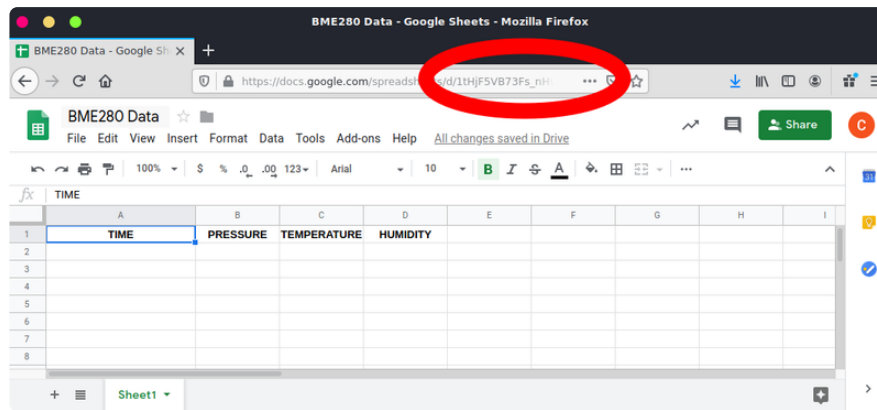 BME280 Data - Google Sheets - Mozilla Firefox
BME280 Data - Google Sh
https://docs.google.com/spreadsh s/d/1tHjF5VB73Fs_nH
BME280 Data
Share
C
File Edit View Insert Format Data Tools Add-ons Help All changes saved in Drive
100% $ % .0 .00 123 Arial 10 B I S A
31
fx TIME
A B C D E F G H I
1 TIME PRESSURE TEMPERATURE HUMIDITY
2
3
4
5
6
7
8
Sheet1